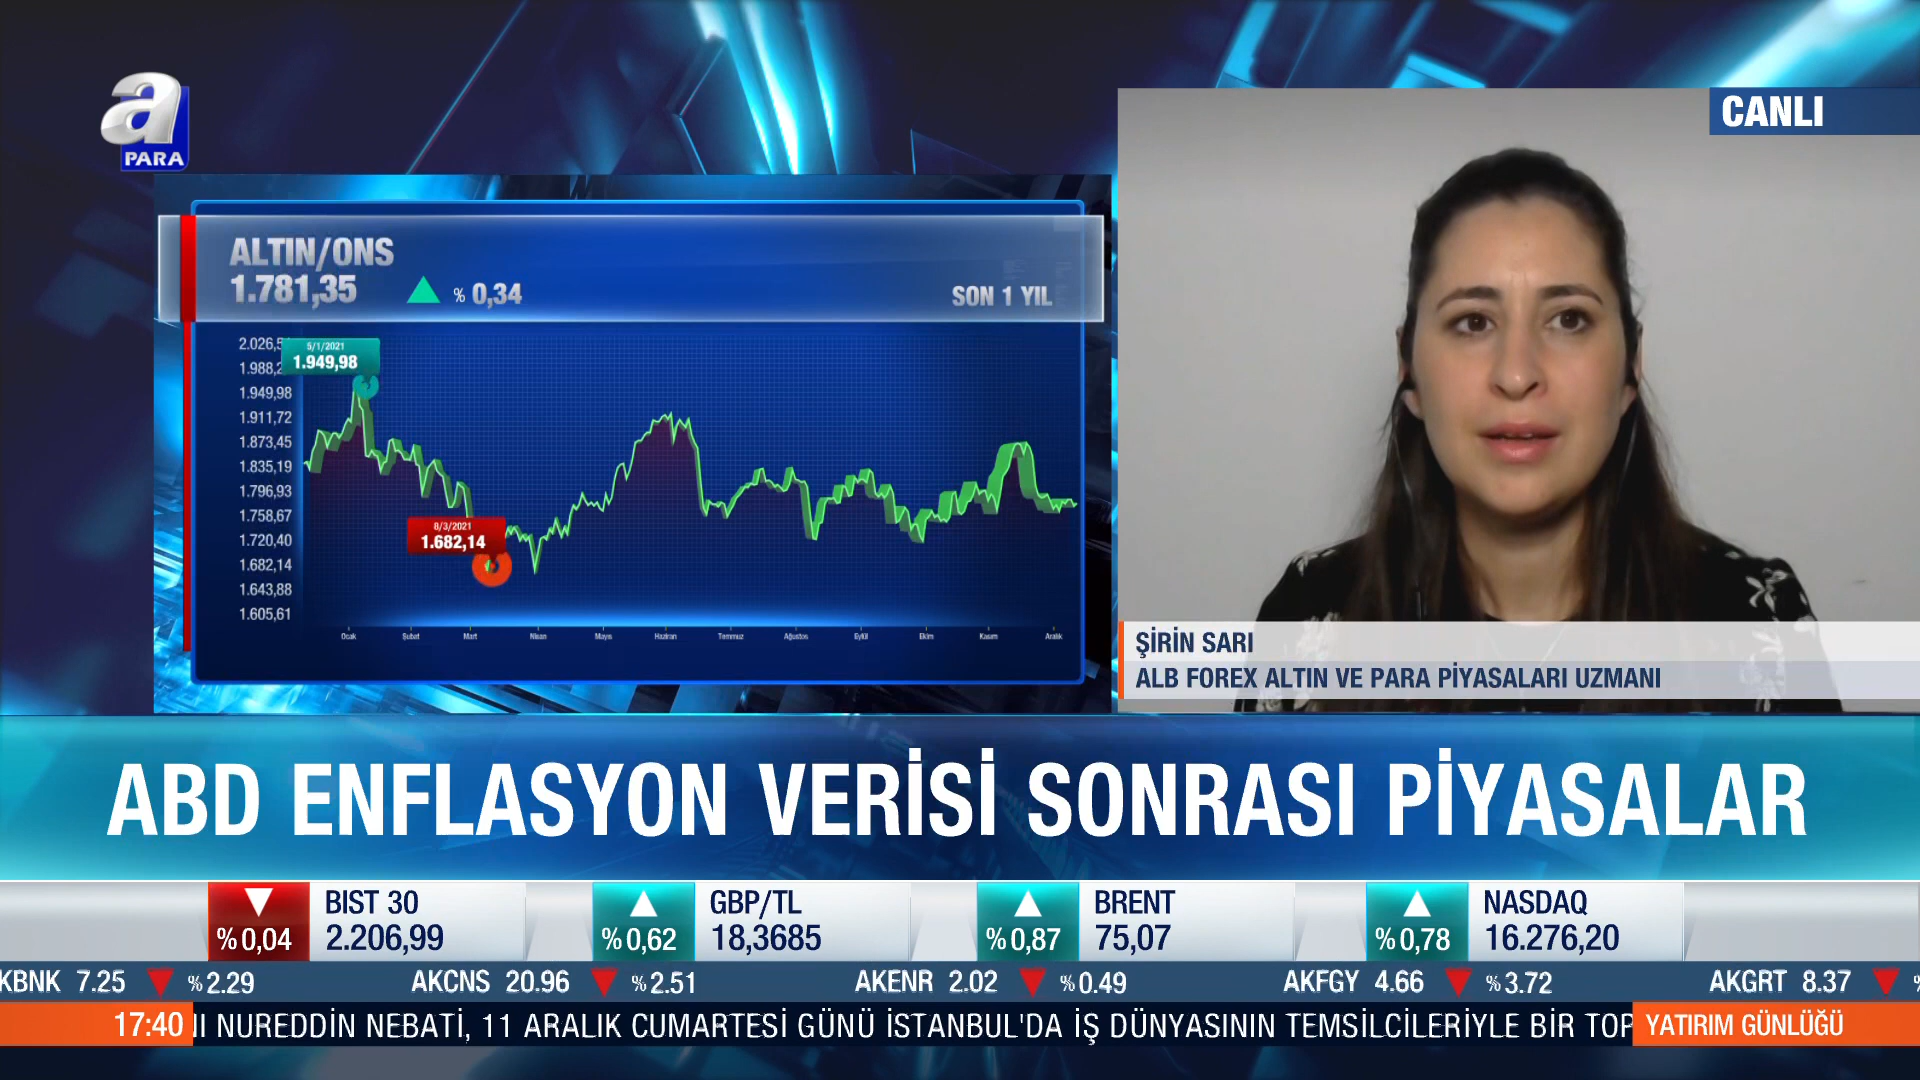 a
PARA
CANLI
ALTIN/ONS
1.781,35 % 0,34
SON 1 YIL
2.026,5
5/1/2021
1.949,98
1.988,2
1.949,98
1.911,72
1.873,45
1.835,19
1.796,93
1.758,67
1.720,40
1.682,14
1.643,88
1.605,61
8/3/2021
1.682,14
Ocak Şubat Mart Nisan Mayıs Haziran Temmuz Ağustos Eylül Ekim Kasım Aralık
ŞİRİN SARI
ALB FOREX ALTIN VE PARA PİYASALARI UZMANI
ABD ENFLASYON VERİSİ SONRASI PİYASALAR
%0,04 BIST 30 2.206,99
%0,62 GBP/TL 18,3685
%0,87 BRENT 75,07
%0,78 NASDAQ 16.276,20
KBNK 7.25 %2.29 AKCNS 20.96 %2.51 AKENR 2.02 %0.49 AKFGY 4.66 %3.72 AKGRT 8.37 %
17:40 NI NUREDDİN NEBATİ, 11 ARALIK CUMARTESİ GÜNÜ İSTANBUL'DA İŞ DÜNYASININ TEMSİLCİLERİYLE BİR TOP YATIRIM GÜNLÜĞÜ